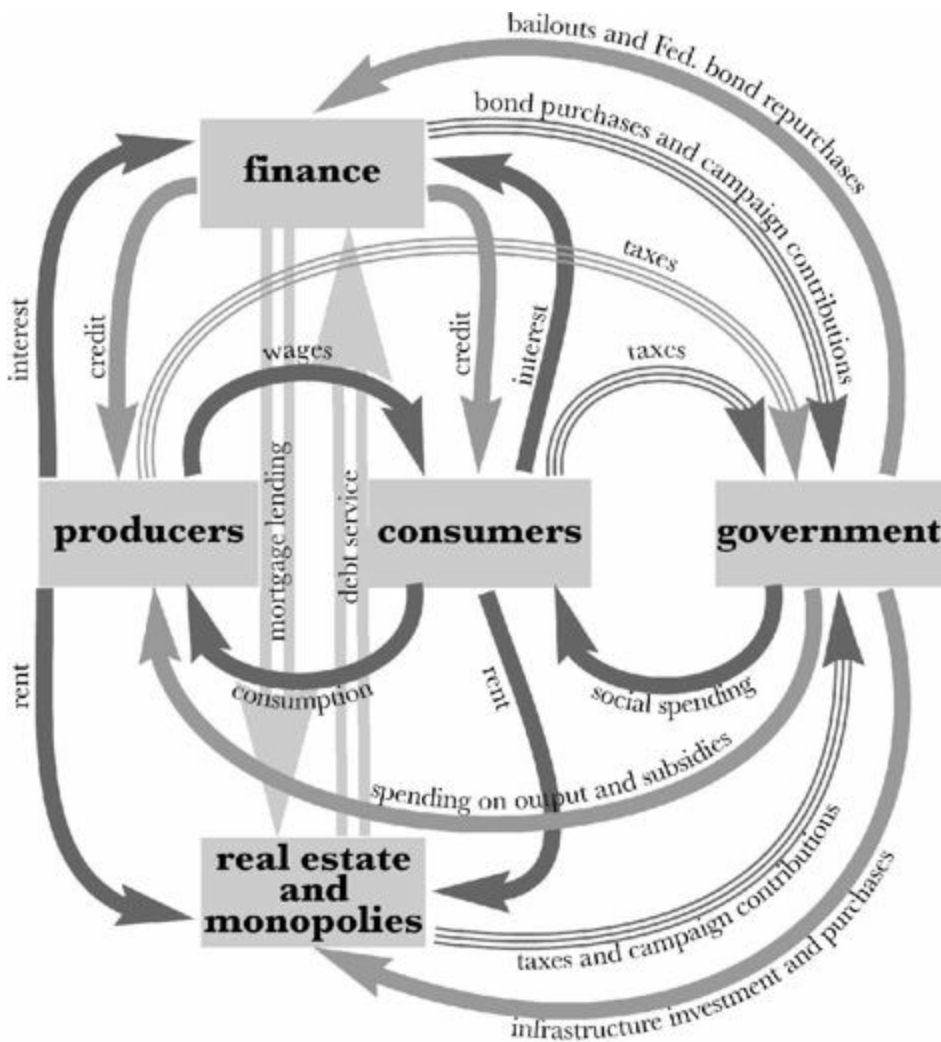 bailouts and Fed. bond repurchases
bond purchases and campaign contributions
finance
taxes
interest
credit
wages
credit
interest
taxes
mortgage lending
debt service
producers
consumers
government
rent
consumption
rent
social spending
spending on output and subsidies
real estate
and
monopolies
taxes and campaign contributions
infrastructure investment and purchases